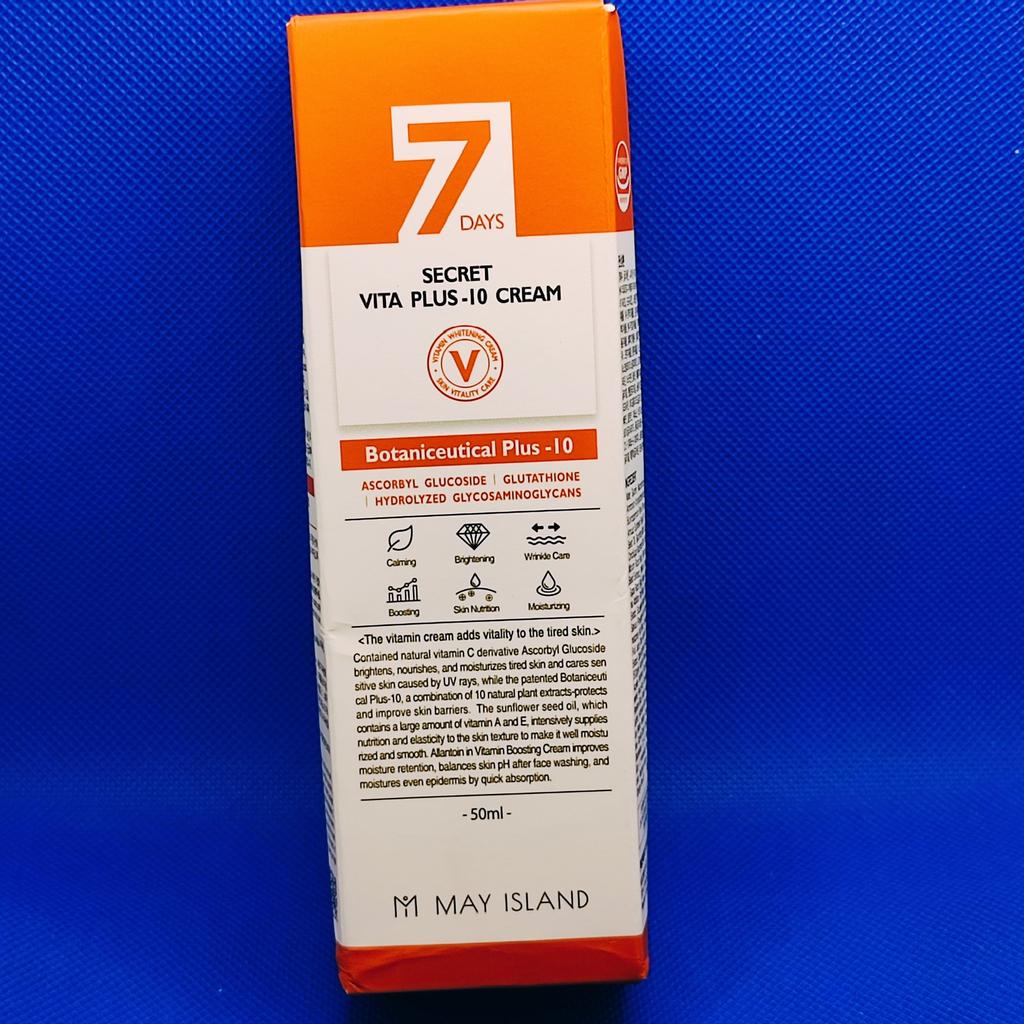 7
DAYS
SECRET
VITA PLUS-10 CREAM
VITAMIN WHITENING CREAM
V
SKIN VITALITY CARE
Botaniceutical Plus -10
ASCORBYL GLUCOSIDE | GLUTATHIONE
| HYDROLYZED GLYCOSAMINOGLYCANS
Calming Brightening Wrinkle Care
Boosting Skin Nutrition Moisturizing
<The vitamin cream adds vitality to the tired skin.>
Contained natural vitamin C derivative Ascorbyl Glucoside
brightens, nourishes, and moisturizes tired skin and cares sen
sitive skin caused by UV rays, while the patented Botaniceuti
cal Plus-10, a combination of 10 natural plant extracts-protects
and improve skin barriers. The sunflower seed oil, which
contains a large amount of vitamin A and E, intensively supplies
nutrition and elasticity to the skin texture to make it well moistu
rized and smooth. Allantoin in Vitamin Boosting Cream improves
moisture retention, balances skin pH after face washing, and
moistures even epidermis by quick absorption.
- 50ml -
MAY ISLAND